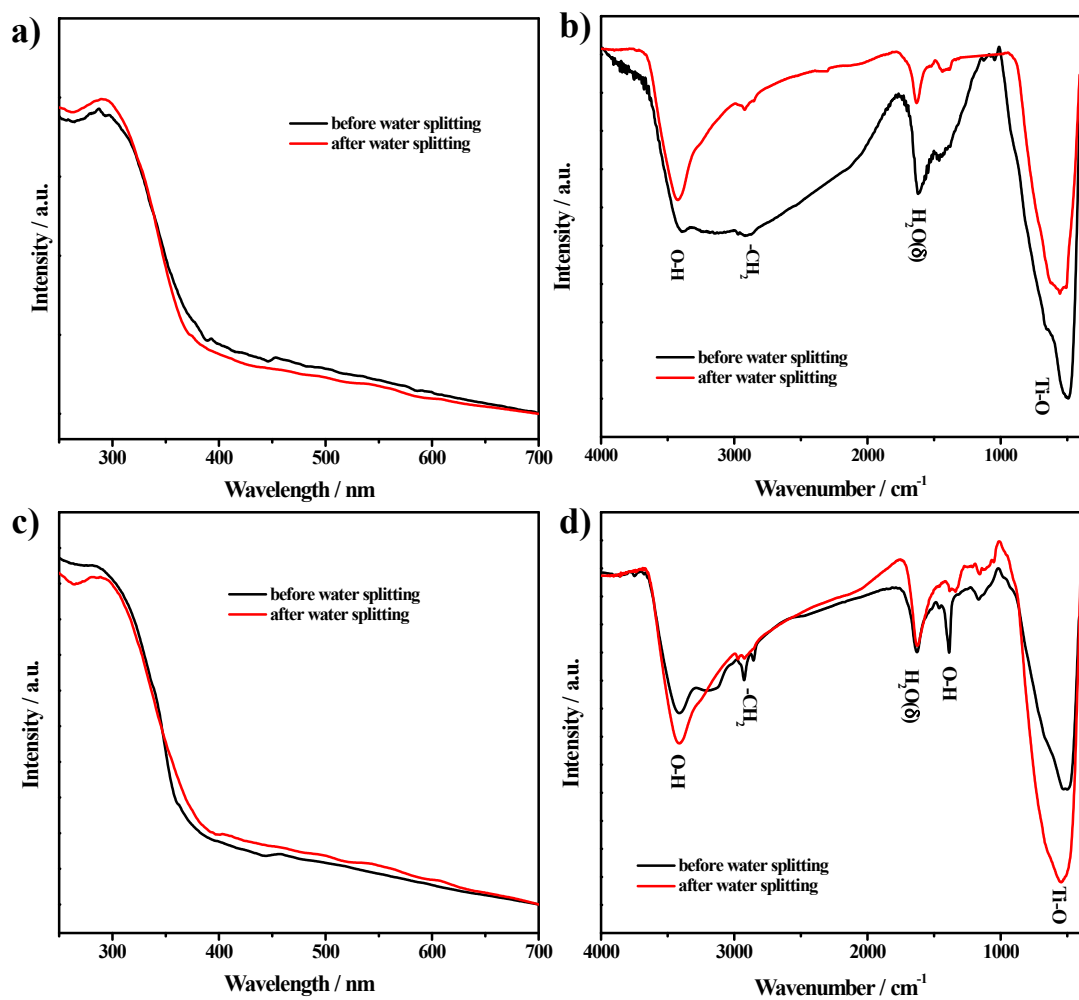 a)
Intensity / a.u.
before water splitting
after water splitting
300 400 500 600 700
Wavelength / nm
b)
Intensity / a.u.
O-H
-CH₂
H₂O(δ)
Ti-O
before water splitting
after water splitting
4000 3000 2000 1000
Wavenumber / cm⁻¹
c)
Intensity / a.u.
before water splitting
after water splitting
300 400 500 600 700
Wavelength / nm
d)
Intensity / a.u.
O-H
-CH₂
H₂O(δ)
O-H
Ti-O
before water splitting
after water splitting
4000 3000 2000 1000
Wavenumber / cm⁻¹